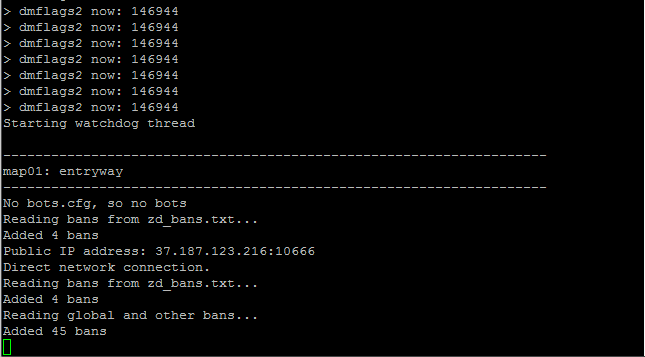 > dmflags2 now: 146944
> dmflags2 now: 146944
> dmflags2 now: 146944
> dmflags2 now: 146944
> dmflags2 now: 146944
> dmflags2 now: 146944
> dmflags2 now: 146944
Starting watchdog thread
--------------------------------------------------------------------
map01: entryway
--------------------------------------------------------------------
No bots.cfg, so no bots
Reading bans from zd_bans.txt...
Added 4 bans
Public IP address: 37.187.123.216:10666
Direct network connection.
Reading bans from zd_bans.txt...
Added 4 bans
Reading global and other bans...
Added 45 bans